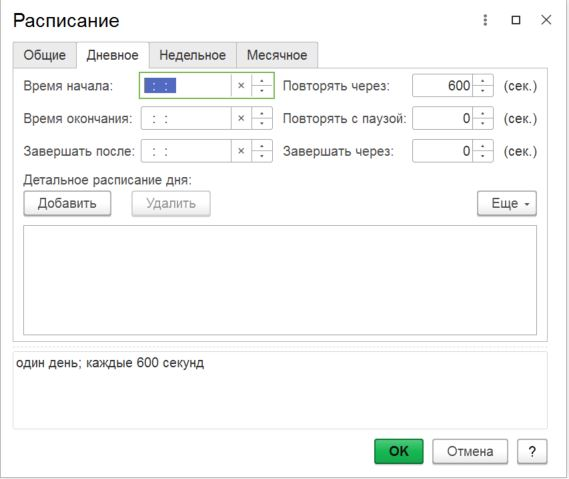 Расписание
Общие Дневное Недельное Месячное
Время начала: : : Повторять через: 600 (сек.)
Время окончания: : : Повторять с паузой: 0 (сек.)
Завершать после: : : Завершать через: 0 (сек.)
Детальное расписание дня:
Добавить Удалить Еще
один день; каждые 600 секунд
OK Отмена ?